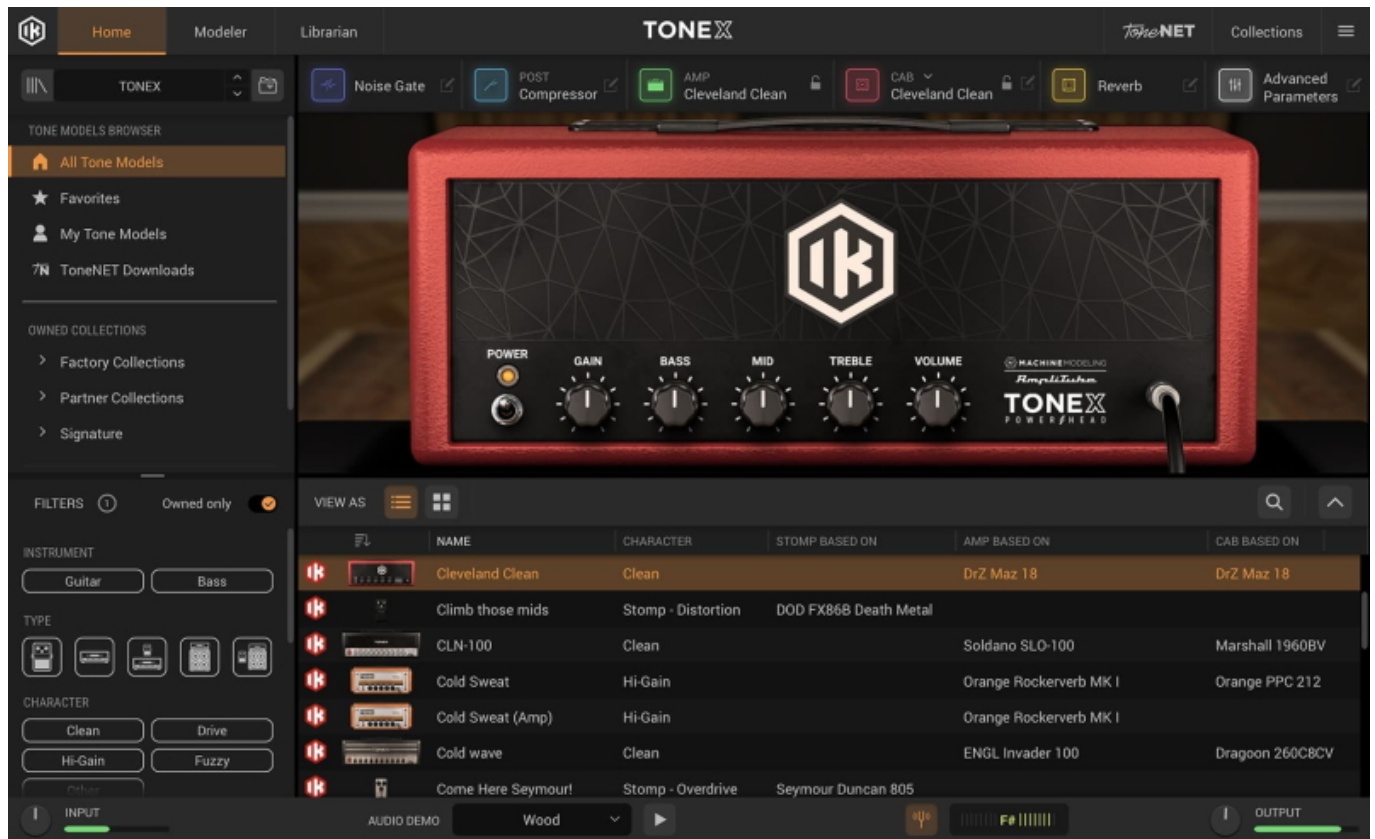 Home
Modeler
Librarian
TONEX
ToneNET
Collections
TONEX
Noise Gate
POST
Compressor
AMP
Cleveland Clean
CAB
Cleveland Clean
Reverb
Advanced
Parameters
TONE MODELS BROWSER
All Tone Models
Favorites
My Tone Models
TN ToneNET Downloads
OWNED COLLECTIONS
Factory Collections
Partner Collections
Signature
IK
POWER
GAIN
BASS
MID
TREBLE
VOLUME
MACHINE MODELING
AmpliTube
TONEX
POWER HEAD
FILTERS 1 Owned only
INSTRUMENT
Guitar Bass
TYPE
CHARACTER
Clean Drive
Hi-Gain Fuzzy
Other
VIEW AS
NAME CHARACTER STOMP BASED ON AMP BASED ON CAB BASED ON
Cleveland Clean Clean DrZ Maz 18 DrZ Maz 18
Climb those mids Stomp - Distortion DOD FX86B Death Metal
CLN-100 Clean Soldano SLO-100 Marshall 1960BV
Cold Sweat Hi-Gain Orange Rockerverb MK I Orange PPC 212
Cold Sweat (Amp) Hi-Gain Orange Rockerverb MK I
Cold wave Clean ENGL Invader 100 Dragoon 260C8CV
Come Here Seymour! Stomp - Overdrive Seymour Duncan 805
INPUT
AUDIO DEMO Wood
F#
OUTPUT